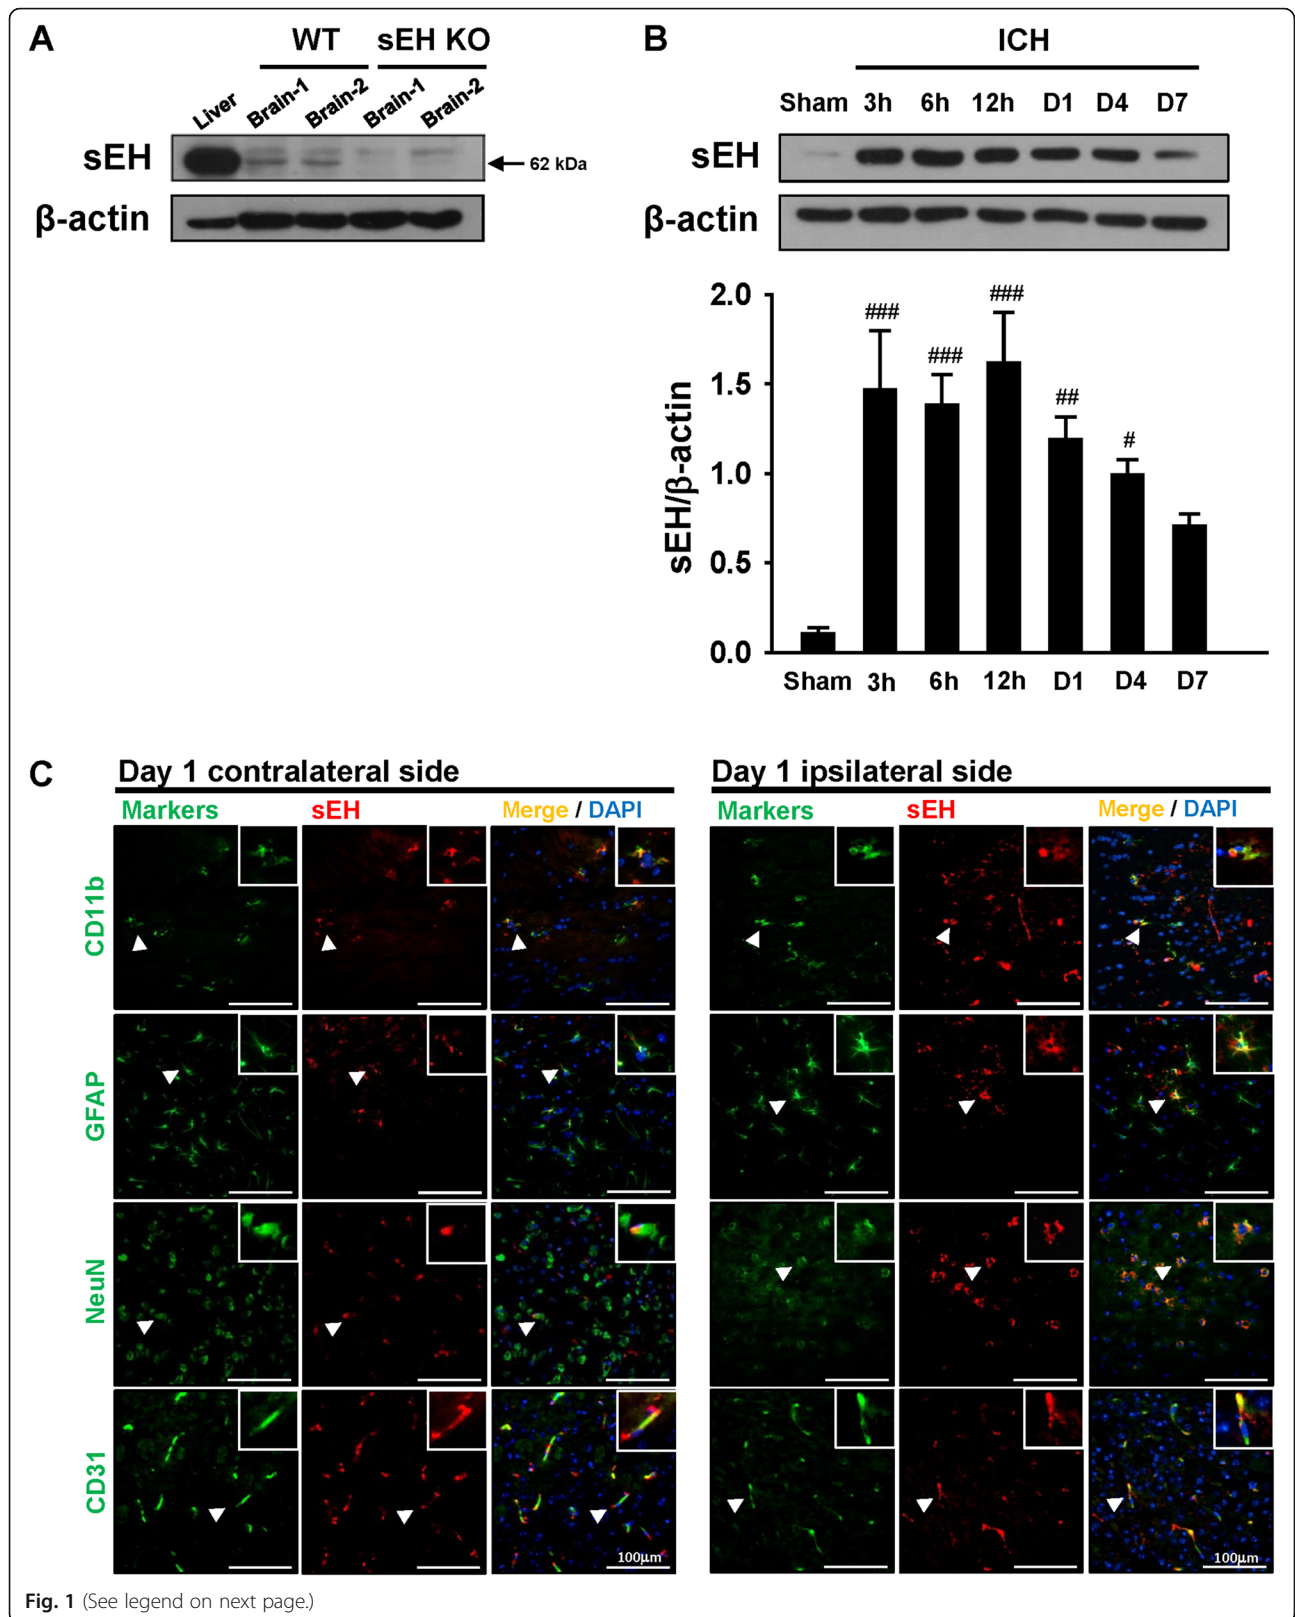 A
WT sEH KO
Liver Brain-1 Brain-2 Brain-1 Brain-2
sEH
62 kDa
β-actin
B
ICH
Sham 3h 6h 12h D1 D4 D7
sEH
β-actin
sEH/β-actin
2.0
1.5
1.0
0.5
0.0
###
###
###
##
#
Sham 3h 6h 12h D1 D4 D7
C
Day 1 contralateral side
Markers sEH Merge / DAPI
Day 1 ipsilateral side
Markers sEH Merge / DAPI
CD11b
GFAP
NeuN
CD31
100µm
100µm
Fig. 1 (See legend on next page.)